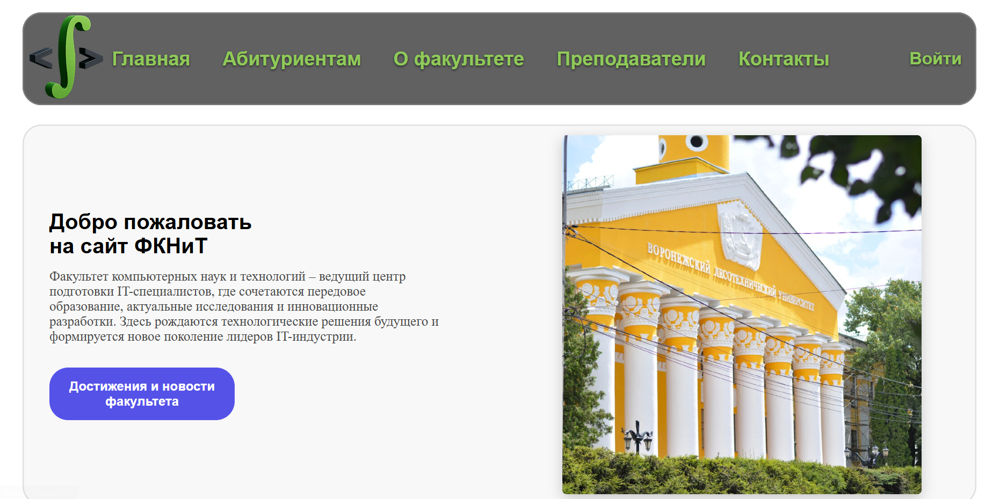 Главная Абитуриентам О факультете Преподаватели Контакты Войти
Добро пожаловать
на сайт ФКНиТ
Факультет компьютерных наук и технологий – ведущий центр
подготовки IT-специалистов, где сочетаются передовое
образование, актуальные исследования и инновационные
разработки. Здесь рождаются технологические решения будущего и
формируется новое поколение лидеров IT-индустрии.
Достижения и новости
факультета
ВОРОНЕЖСКИЙ ЛЕСОТЕХНИЧЕСКИЙ УНИВЕРСИТЕТ